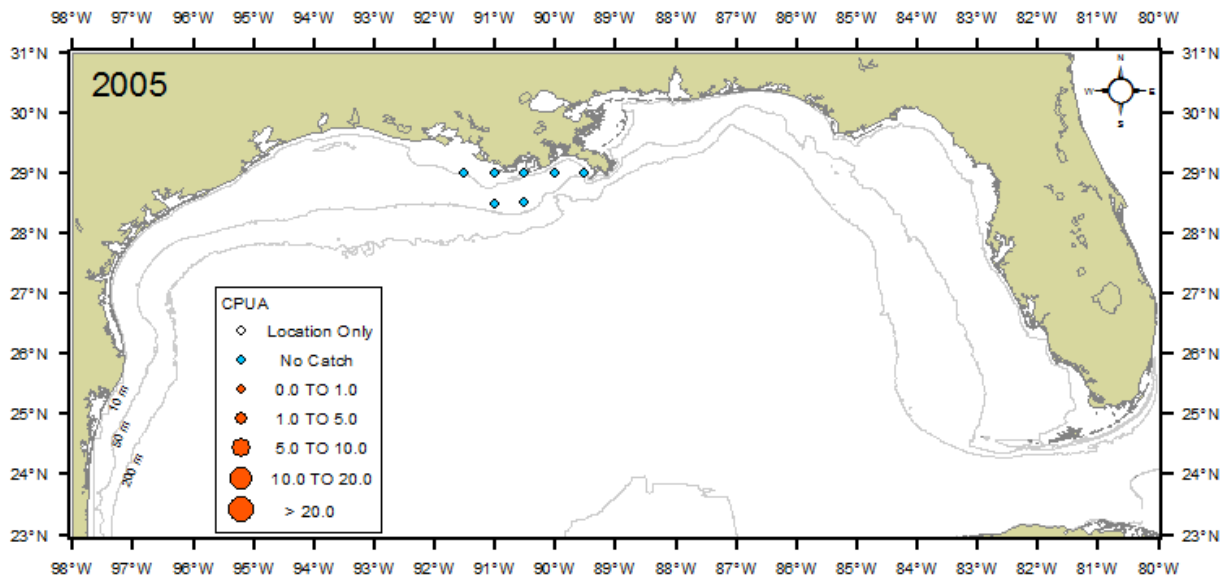 98°W 97°W 96°W 95°W 94°W 93°W 92°W 91°W 90°W 89°W 88°W 87°W 86°W 85°W 84°W 83°W 82°W 81°W 80°W
31°N 31°N
2005
N
W E
S
30°N 30°N
29°N 29°N
28°N 28°N
27°N 27°N
CPUA
Location Only
26°N No Catch 26°N
0.0 TO 1.0
10 m
25°N 1.0 TO 5.0 25°N
50 m
5.0 TO 10.0
200 m
24°N 10.0 TO 20.0 24°N
> 20.0
23°N 23°N
98°W 97°W 96°W 95°W 94°W 93°W 92°W 91°W 90°W 89°W 88°W 87°W 86°W 85°W 84°W 83°W 82°W 81°W 80°W